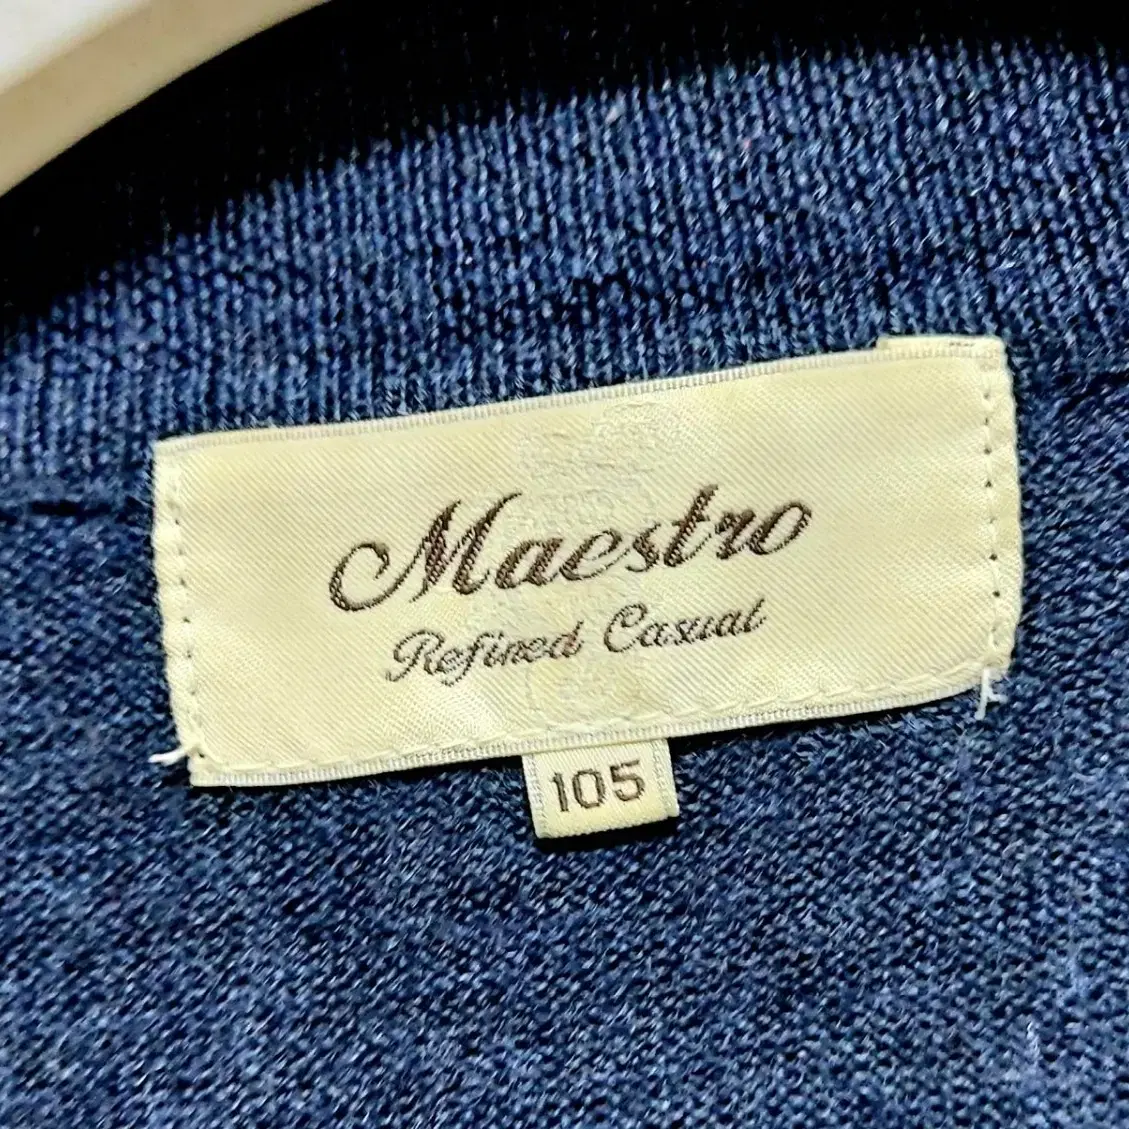 Maestro
Refined Casual
105